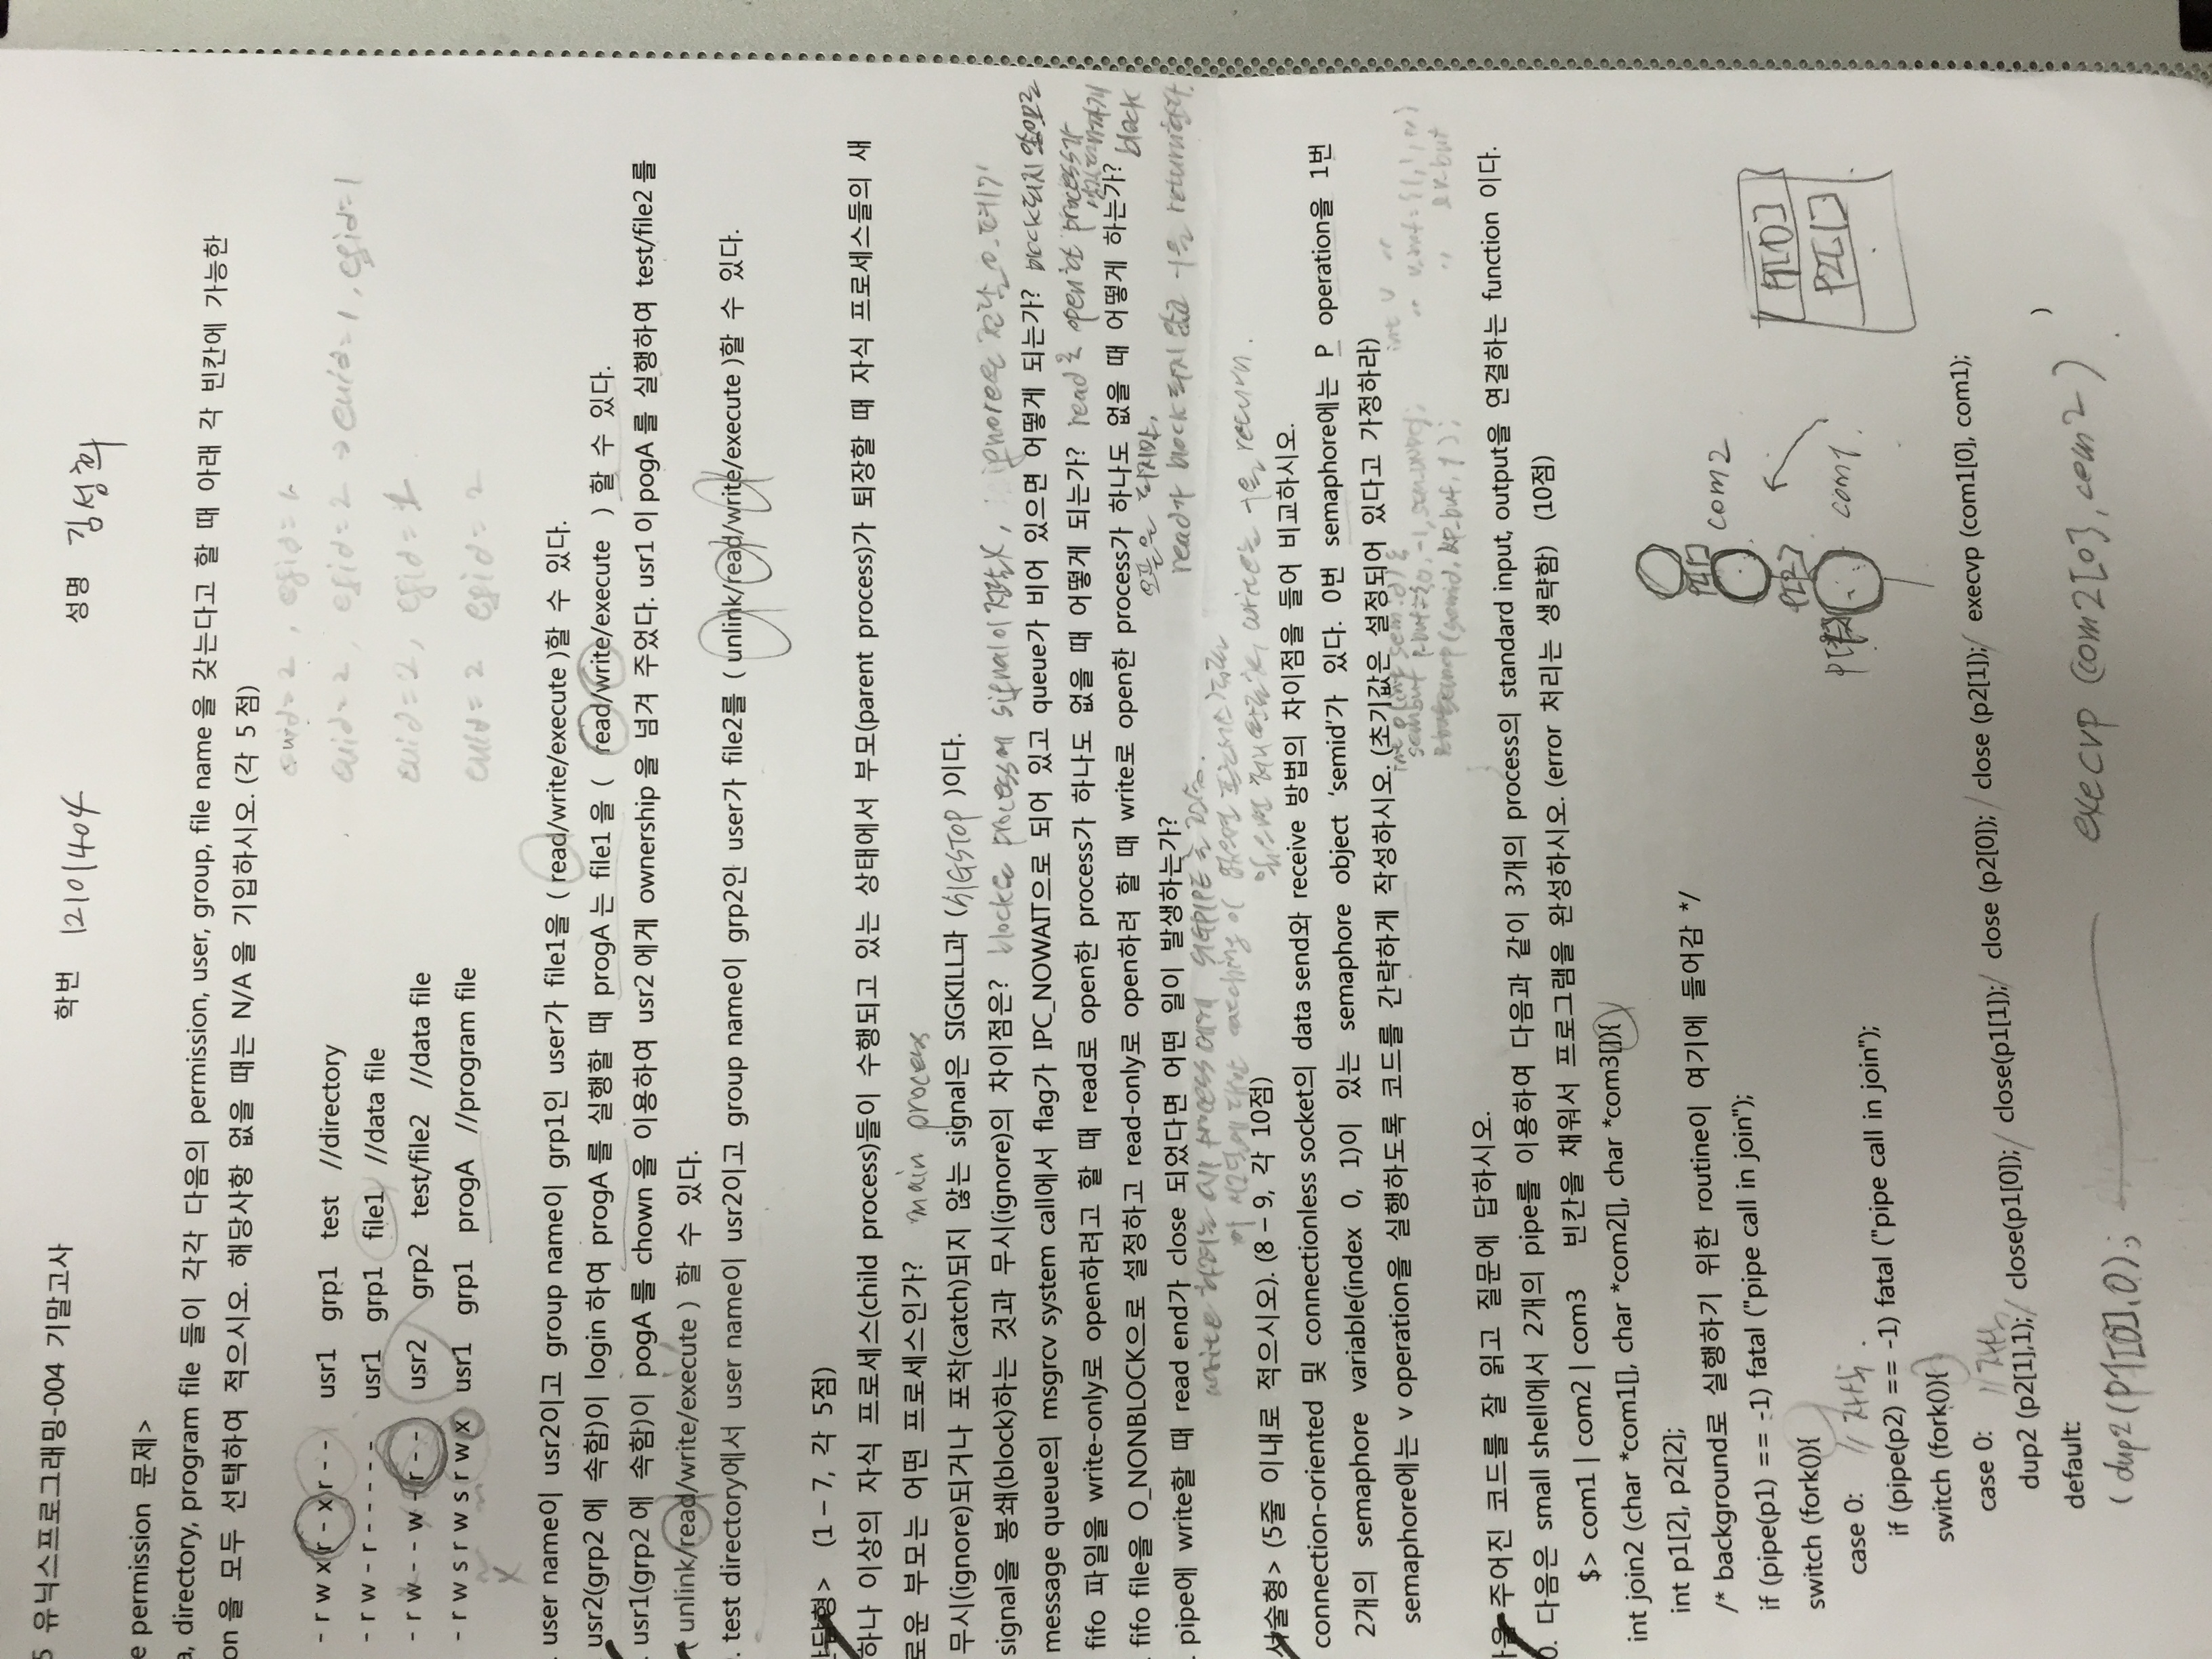 5 유닉스프로그래밍-004 기말고사 학번 12101404 성명 김성희
e permission 문제>
a, directory, program file 들이 각각 다음의 permission, user, group, file name 을 갖는다고 할 때 아래 각 빈칸에 가능한
on 을 모두 선택하여 적으시오. 해당사항 없을 때는 N/A 을 기입하시오. (각 5 점)
euid=2, egid=1
- r w x r - x r - - usr1 grp1 test //directory
euid=2, egid=2 → euid=1, egid=1
- r w - r - - - - - usr1 grp1 file1 //data file
- r w - - w - r - - usr2 grp2 test/file2 //data file
euid=2, egid=1
- r w s r w s r w x usr1 grp1 progA //program file
euid=2 egid=2
x
. user name이 usr2이고 group name이 grp1인 user가 file1을 ( read/write/execute )할 수 있다.
. usr2(grp2 에 속함)이 login 하여 progA 를 실행할 때 progA 는 file1 을 ( read/write/execute ) 할 수 있다.
. usr1(grp2 에 속함)이 pogA 를 chown 을 이용하여 usr2 에게 ownership 을 넘겨 주었다. usr1 이 pogA 를 실행하여 test/file2 를
( unlink/read/write/execute ) 할 수 있다.
. test directory에서 user name이 usr2이고 group name이 grp2인 user가 file2를 ( unlink/read/write/execute )할 수 있다.
단답형> (1 – 7, 각 5점)
하나 이상의 자식 프로세스(child process)들이 수행되고 있는 상태에서 부모(parent process)가 퇴장할 때 자식 프로세스들의 새
로운 부모는 어떤 프로세스인가? main process
무시(ignore)되거나 포착(catch)되지 않는 signal은 SIGKILL과 ( SIGSTOP )이다.
signal을 봉쇄(block)하는 것과 무시(ignore)의 차이점은? block은 process에 signal이 전달X, ignore은 전달 O. 폐기
message queue의 msgrcv system call에서 flag가 IPC_NOWAIT으로 되어 있고 queue가 비어 있으면 어떻게 되는가? block되지 않으므로
fifo 파일을 write-only로 open하려고 할 때 read로 open한 process가 하나도 없을 때 어떻게 되는가? read로 open한 process가
생길때까지
. fifo file을 O_NONBLOCK으로 설정하고 read-only로 open하려 할 때 write로 open한 process가 하나도 없을 때 어떻게 하는가? block
오픈은 되지만,
. pipe에 write할 때 read end가 close 되었다면 어떤 일이 발생하는가? read가 block되지 않고 -1을 return한다.
write 하려는 process에게 SIGPIPE를
이 시그널에 대한 catching이 없으면 프로세스 종료
있으면 처리 완료후, write는 -1을 return.
서술형> (5줄 이내로 적으시오). (8 – 9, 각 10점)
connection-oriented 및 connectionless socket의 data send와 receive 방법의 차이점을 들어 비교하시오.
2개의 semaphore variable(index 0, 1)이 있는 semaphore object 'semid'가 있다. 0번 semaphore에는 P operation을 1번
semaphore에는 v operation을 실행하도록 코드를 간략하게 작성하시오. (초기값은 설정되어 있다고 가정하라)
int p(int semid) {
int v "
sembuf p_buf={0, -1, SEM_UNDO};
(semid, &p_buf, 1);
}
다음 주어진 코드를 잘 읽고 질문에 답하시오.
0. 다음은 small shell에서 2개의 pipe를 이용하여 다음과 같이 3개의 process의 standard input, output을 연결하는 function 이다.
$> com1 | com2 | com3 빈칸을 채워서 프로그램을 완성하시오. (error 처리는 생략함) (10점)
int join2 (char *com1[], char *com2[], char *com3[]){
int p1[2], p2[2];
/* background로 실행하기 위한 routine이 여기에 들어감 */
if (pipe(p1) == -1) fatal ("pipe call in join");
switch (fork()){
case 0: // 자식.
if (pipe(p2) == -1) fatal ("pipe call in join");
switch (fork()){
case 0: // 자식
dup2 (p2[1],1);/ close(p1[0]);/ close(p1[1]);/ close (p2[0]);/ close (p2[1]);/ execvp (com1[0], com1);
default: )
( dup2(p1[0],0); execvp (com2[0], com2)
com2
com1
P1[0]
P2[1]